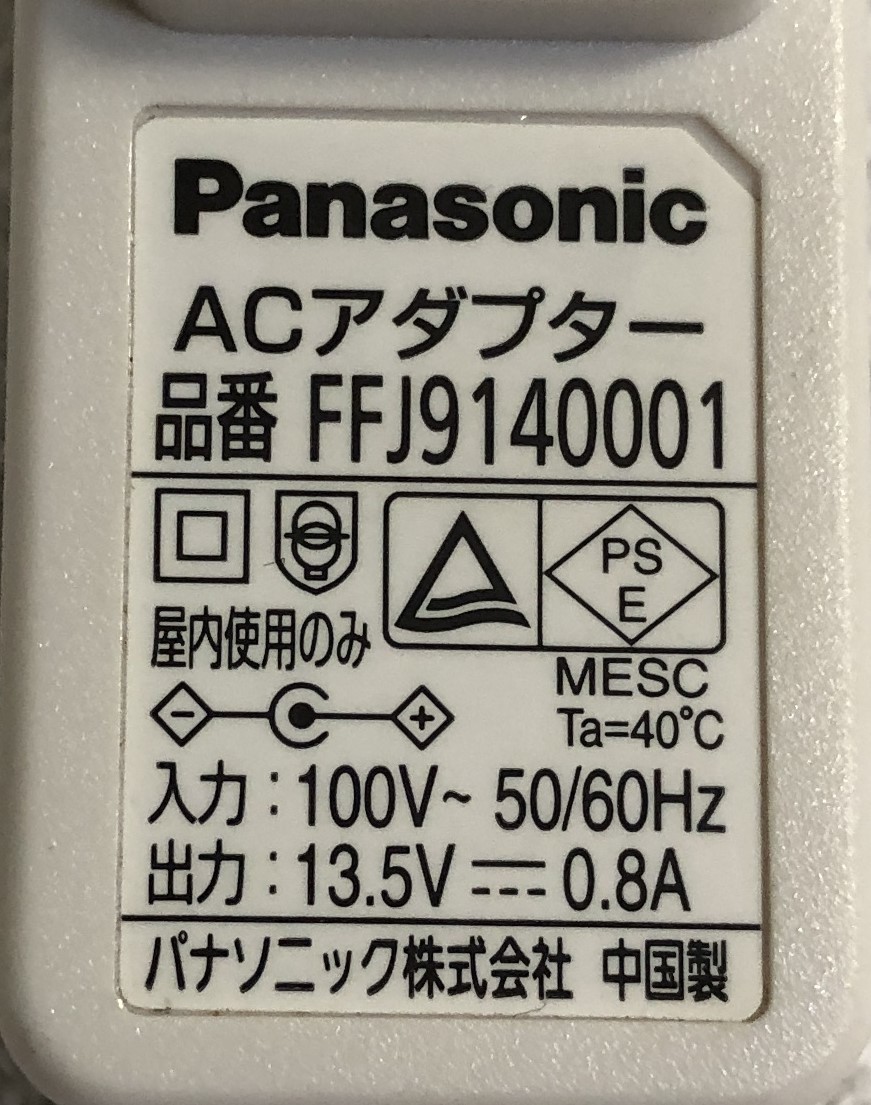 Panasonic
ACアダプター
品番 FFJ9140001
PS
E
屋内使用のみ
MESC
- +
Ta=40℃
入力：100V~ 50/60Hz
出力：13.5V ⎓ 0.8A
パナソニック株式会社 中国製